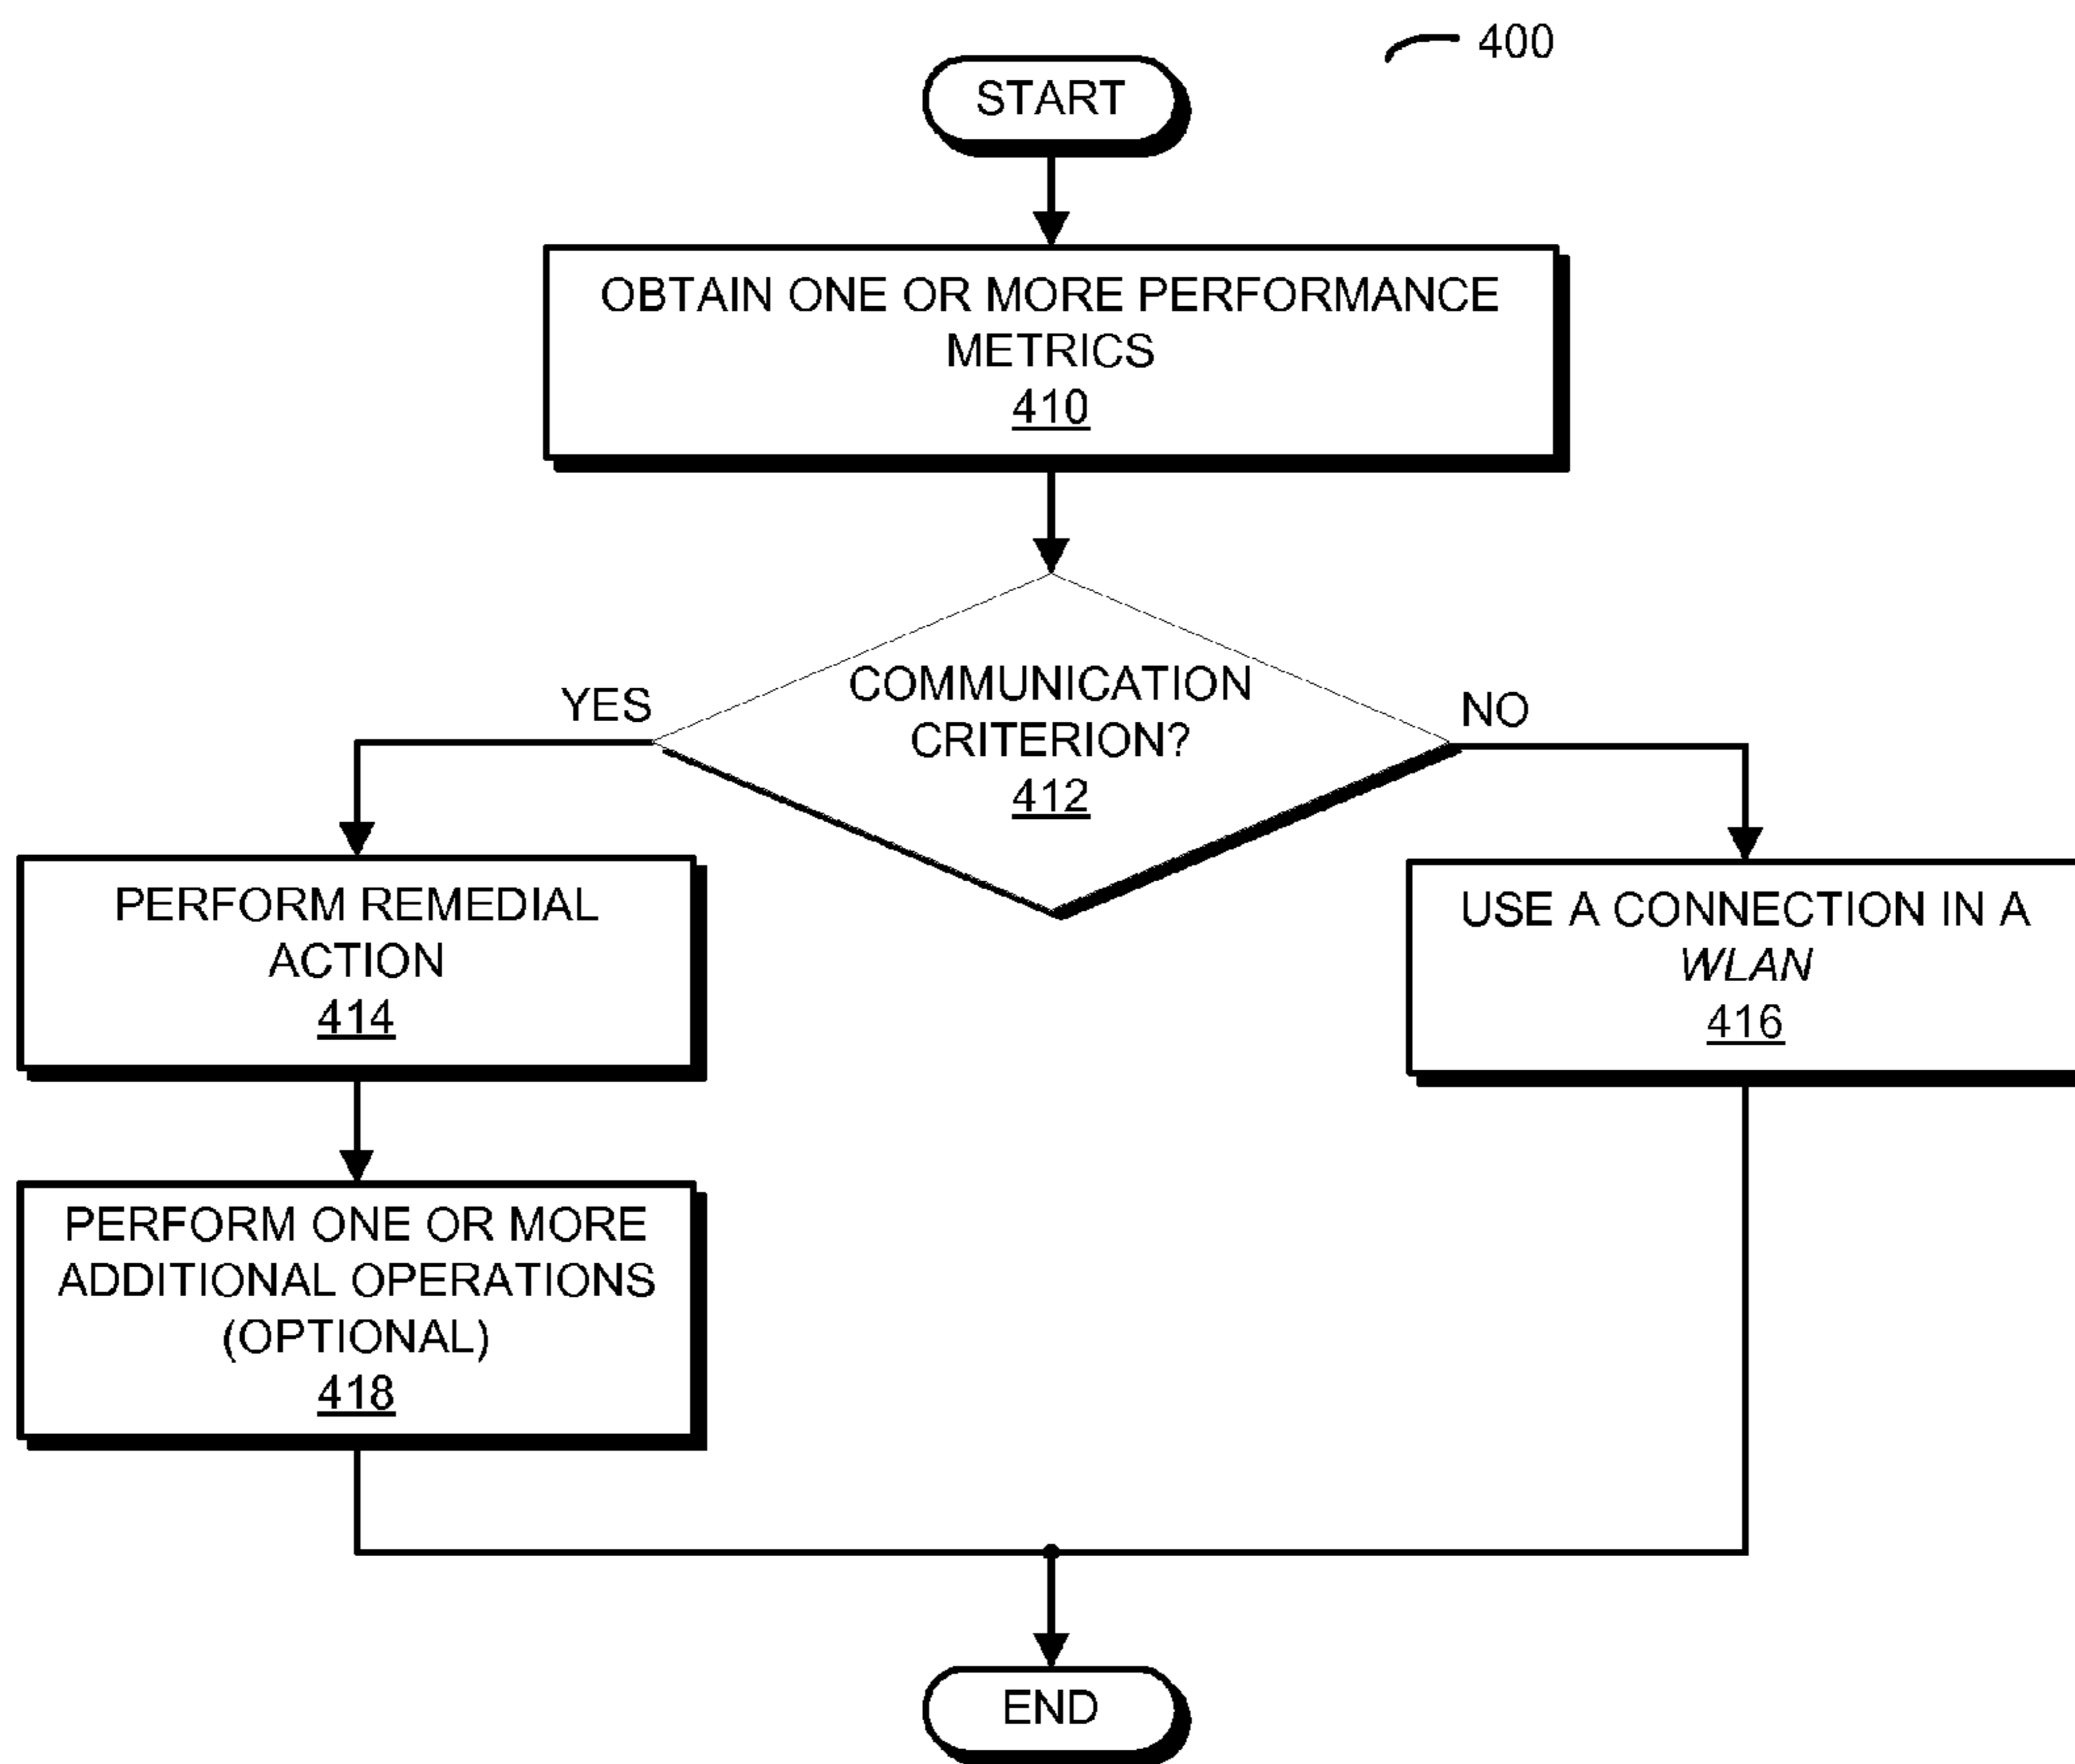 400
START
OBTAIN ONE OR MORE PERFORMANCE
METRICS
410
COMMUNICATION
CRITERION?
412
YES
NO
PERFORM REMEDIAL
ACTION
414
USE A CONNECTION IN A
WLAN
416
PERFORM ONE OR MORE
ADDITIONAL OPERATIONS
(OPTIONAL)
418
END